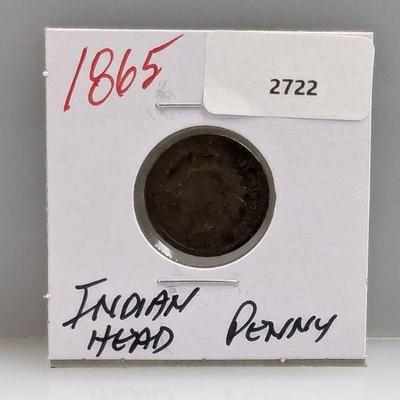 1865
2722
INDIAN
HEAD PENNY